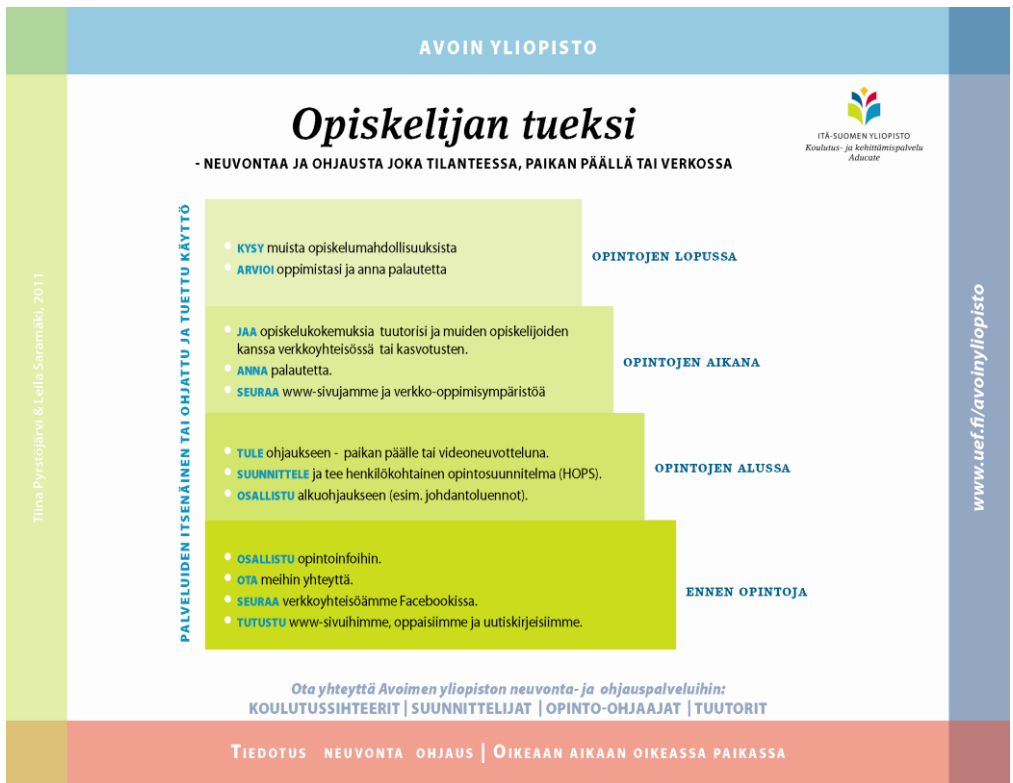 AVOIN YLIOPISTO
Opiskelijan tueksi
- NEUVONTAA JA OHJAUSTA JOKA TILANTEESSA, PAIKAN PÄÄLLÄ TAI VERKOSSA
ITÄ-SUOMEN YLIOPISTO
Koulutus- ja kehittämispalvelu
Aducate
Tiina Pyrstöjärvi & Leila Saramäki, 2011
PALVELUIDEN ITSENÄINEN TAI OHJATTU JA TUETTU KÄYTTÖ
• KYSY muista opiskelumahdollisuuksista
• ARVIOI oppimistasi ja anna palautetta
OPINTOJEN LOPUSSA
• JAA opiskelukokemuksia tuutorisi ja muiden opiskelijoiden
kanssa verkkoyhteisössä tai kasvotusten.
• ANNA palautetta.
• SEURAA www-sivujamme ja verkko-oppimisympäristöä
OPINTOJEN AIKANA
• TULE ohjaukseen - paikan päälle tai videoneuvotteluna.
• SUUNNITTELE ja tee henkilökohtainen opintosuunnitelma (HOPS).
• OSALLISTU alkuohjaukseen (esim. johdantoluennot).
OPINTOJEN ALUSSA
• OSALLISTU opintoinfoihin.
• OTA meihin yhteyttä.
• SEURAA verkkoyhteisöämme Facebookissa.
• TUTUSTU www-sivuihimme, oppaisiimme ja uutiskirjeisiimme.
ENNEN OPINTOJA
www.uef.fi/avoinyliopisto
Ota yhteyttä Avoimen yliopiston neuvonta- ja ohjauspalveluihin:
KOULUTUSSIHTEERIT | SUUNNITTELIJAT | OPINTO-OHJAAJAT | TUUTORIT
TIEDOTUS NEUVONTA OHJAUS | OIKEAAN AIKAAN OIKEASSA PAIKASSA